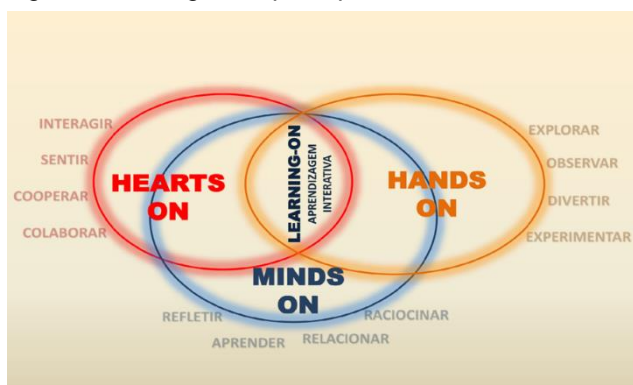 INTERAGIR
SENTIR
COOPERAR
COLABORAR
HEARTS
ON
LEARNING-ON
APRENDIZAGEM
INTERATIVA
HANDS
ON
EXPLORAR
OBSERVAR
DIVERTIR
EXPERIMENTAR
MINDS
ON
REFLETIR
APRENDER
RELACIONAR
RACIOCINAR